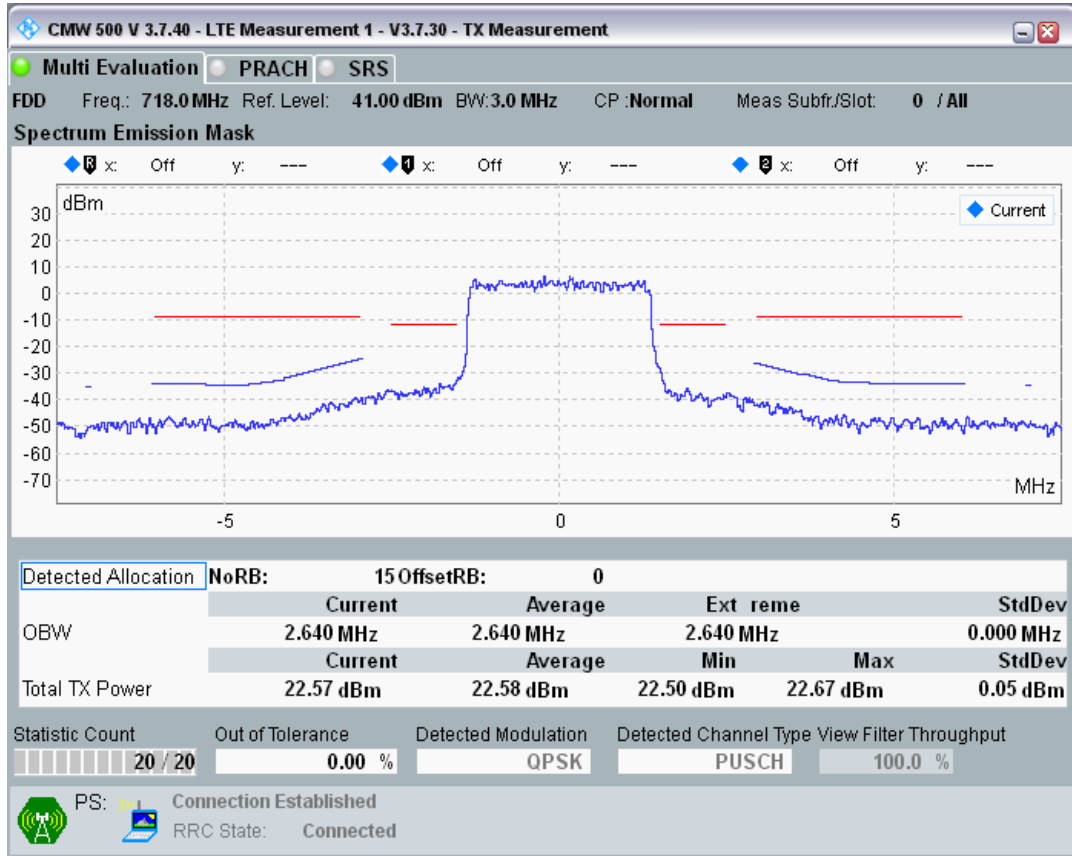 CMW 500 V 3.7.40 - LTE Measurement 1 - V3.7.30 - TX Measurement
Multi Evaluation PRACH SRS
FDD Freq.: 718.0 MHz Ref. Level: 41.00 dBm BW: 3.0 MHz CP : Normal Meas Subfr./Slot: 0 / All
Spectrum Emission Mask
R x: Off y: --- 1 x: Off y: --- 2 x: Off y: ---
dBm
Current
30
20
10
0
-10
-20
-30
-40
-50
-60
-70
MHz
-5 0 5
Detected Allocation NoRB: 15 OffsetRB: 0
Current Average Ext reme StdDev
OBW 2.640 MHz 2.640 MHz 2.640 MHz 0.000 MHz
Current Average Min Max StdDev
Total TX Power 22.57 dBm 22.58 dBm 22.50 dBm 22.67 dBm 0.05 dBm
Statistic Count Out of Tolerance Detected Modulation Detected Channel Type View Filter Throughput
20 / 20 0.00 % QPSK PUSCH 100.0 %
PS: Connection Established
RRC State: Connected